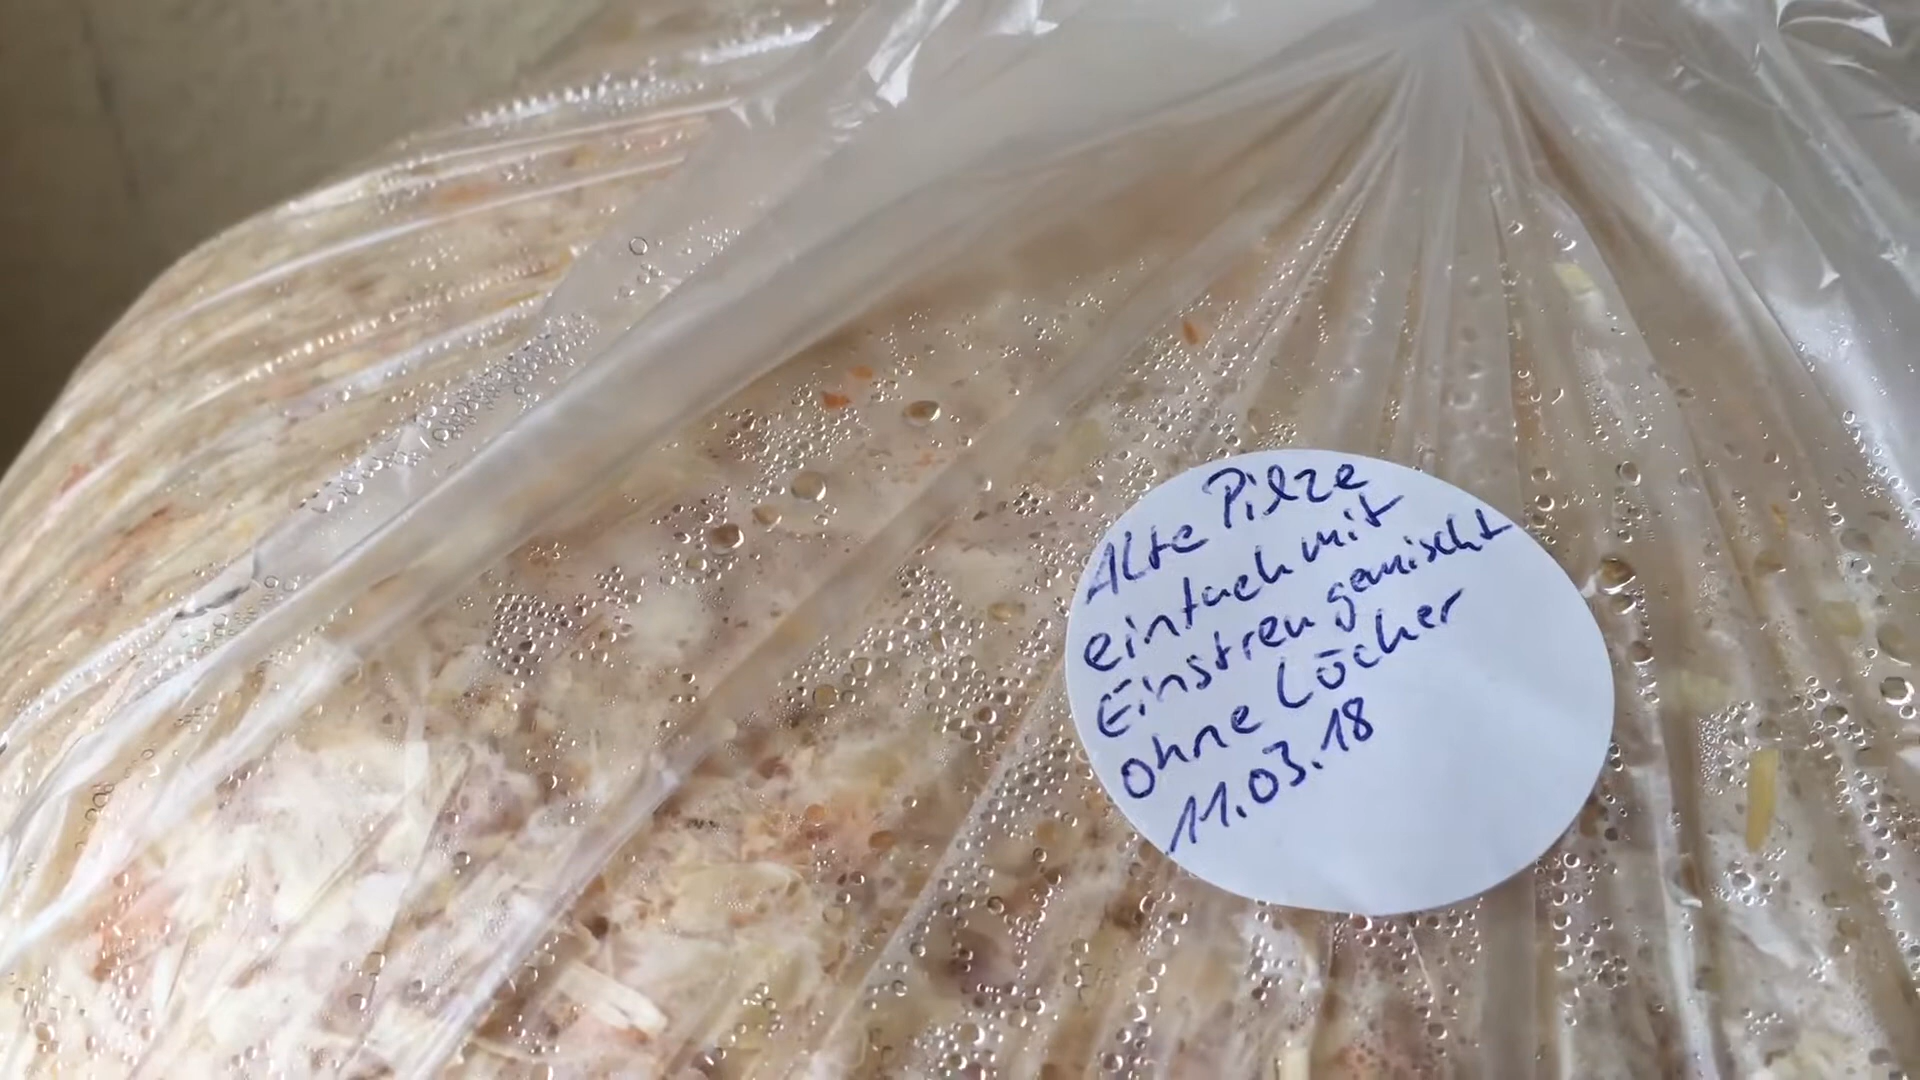 Alte Pilze
einfach mit
Einstreu gemischt
ohne Löcher
11.03.18